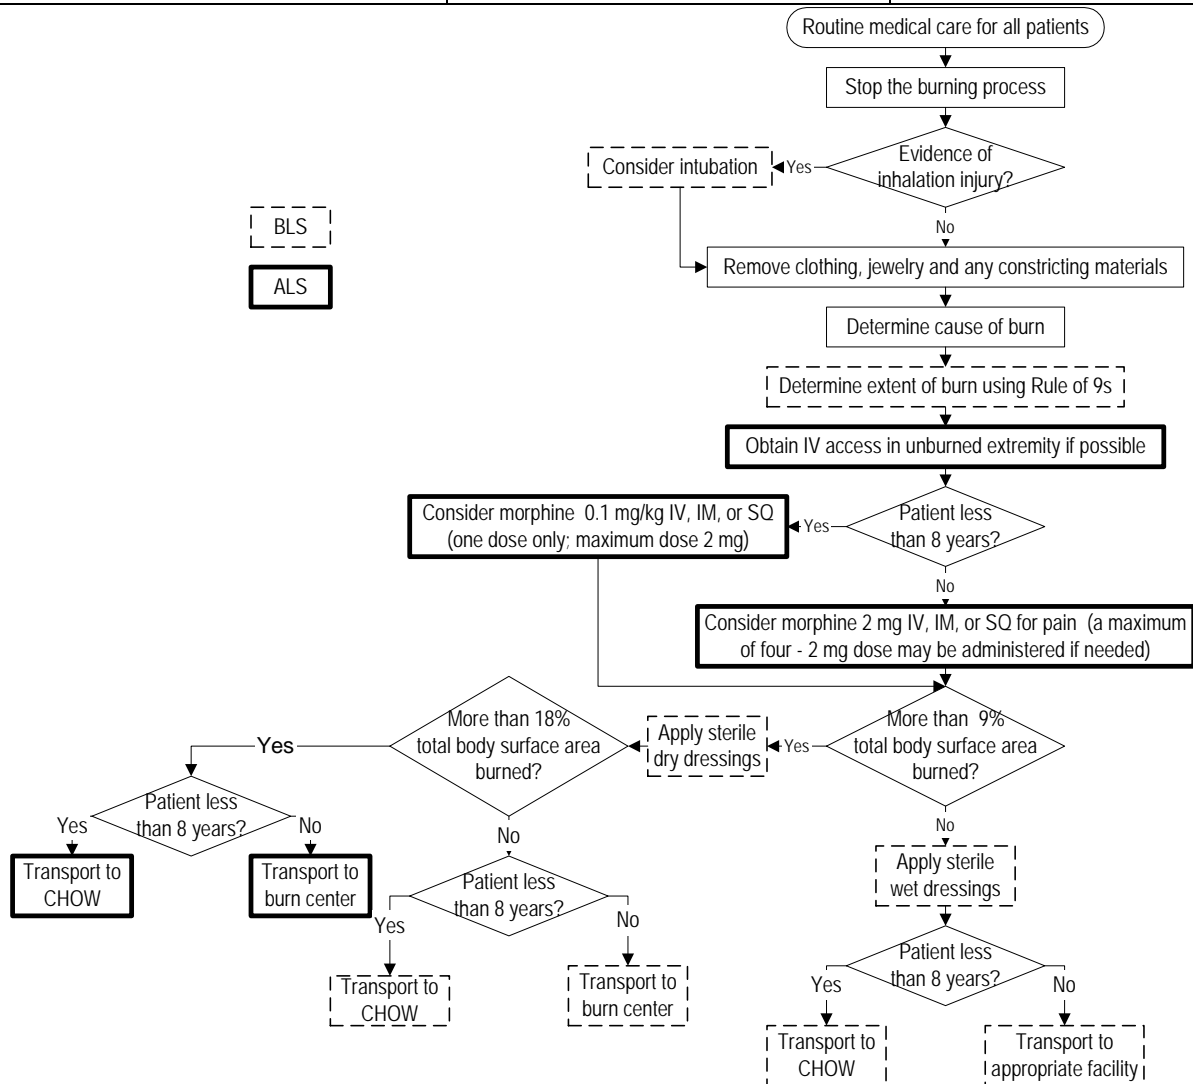 Routine medical care for all patients
Stop the burning process
Evidence of
inhalation injury?
Yes
Consider intubation
No
BLS
ALS
Remove clothing, jewelry and any constricting materials
Determine cause of burn
Determine extent of burn using Rule of 9s
Obtain IV access in unburned extremity if possible
Patient less
than 8 years?
Yes
Consider morphine 0.1 mg/kg IV, IM, or SQ
(one dose only; maximum dose 2 mg)
No
Consider morphine 2 mg IV, IM, or SQ for pain (a maximum
of four - 2 mg dose may be administered if needed)
More than 9%
total body surface area
burned?
Yes
Apply sterile
dry dressings
More than 18%
total body surface area
burned?
Yes
Patient less
than 8 years?
Yes
No
Transport to
CHOW
Transport to
burn center
No
Patient less
than 8 years?
Yes
No
Transport to
CHOW
Transport to
burn center
No
Apply sterile
wet dressings
Patient less
than 8 years?
Yes
No
Transport to
CHOW
Transport to
appropriate facility